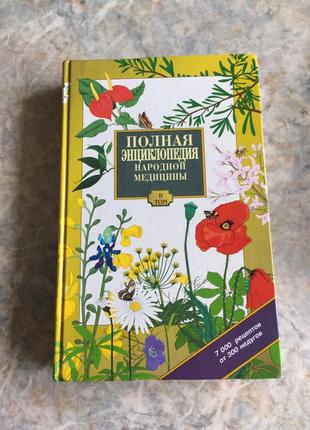 ПОЛНАЯ
ЭНЦИКЛОПЕДИЯ
НАРОДНОЙ
МЕДИЦИНЫ
II
ТОМ
7 000 рецептов
от 300 недугов